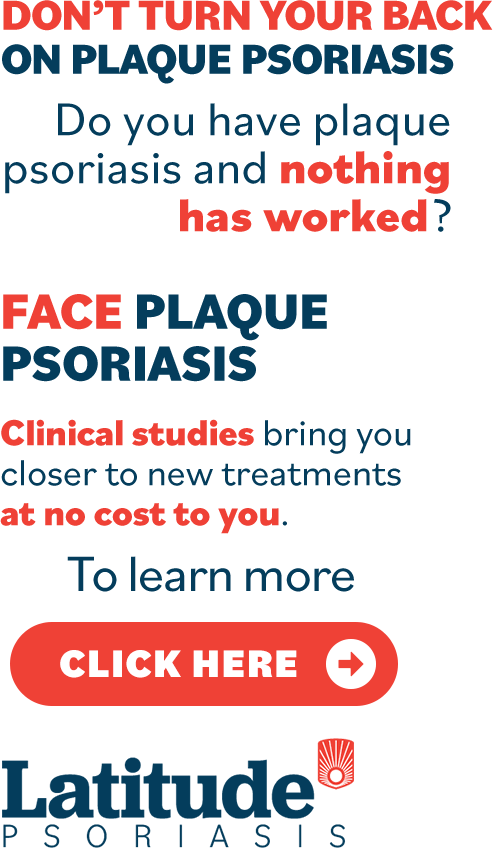 DON'T TURN YOUR BACK
ON PLAQUE PSORIASIS
Do you have plaque
psoriasis and nothing
has worked?
FACE PLAQUE
PSORIASIS
Clinical studies bring you
closer to new treatments
at no cost to you.
To learn more
CLICK HERE
Latitude
PSORIASIS